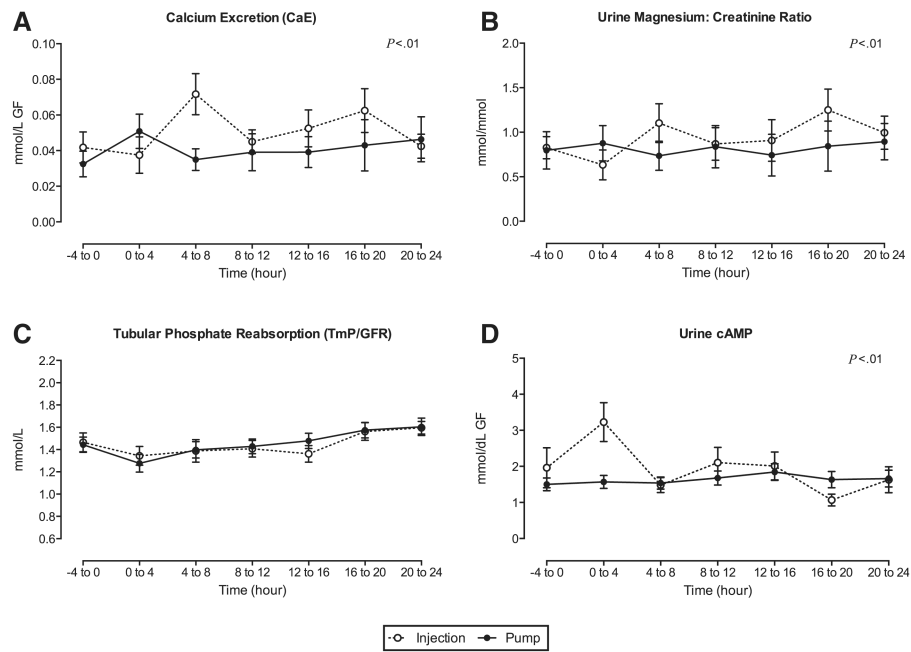 A
Calcium Excretion (CaE)
P<.01
mmol/L GF
0.10
0.08
0.06
0.04
0.02
0.00
-4 to 0 0 to 4 4 to 8 8 to 12 12 to 16 16 to 20 20 to 24
Time (hour)
B
Urine Magnesium: Creatinine Ratio
P<.01
mmol/mmol
2.0
1.5
1.0
0.5
0.0
-4 to 0 0 to 4 4 to 8 8 to 12 12 to 16 16 to 20 20 to 24
Time (hour)
C
Tubular Phosphate Reabsorption (TmP/GFR)
mmol/L
2.2
2.0
1.8
1.6
1.4
1.2
1.0
0.8
0.6
-4 to 0 0 to 4 4 to 8 8 to 12 12 to 16 16 to 20 20 to 24
Time (hour)
D
Urine cAMP
P<.01
mmol/dL GF
5
4
3
2
1
0
-4 to 0 0 to 4 4 to 8 8 to 12 12 to 16 16 to 20 20 to 24
Time (hour)
Injection Pump